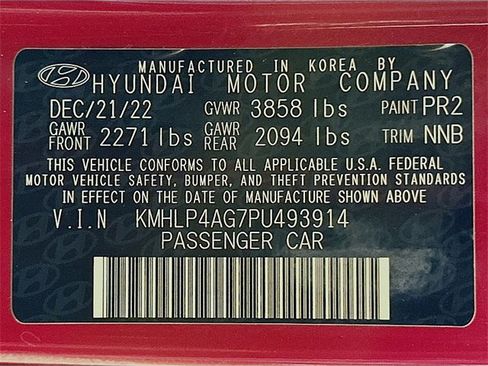 MANUFACTURED IN KOREA BY
HYUNDAI MOTOR COMPANY
DEC/21/22 GVWR 3858 lbs PAINT PR2
GAWR FRONT 2271 lbs GAWR REAR 2094 lbs TRIM NNB
THIS VEHICLE CONFORMS TO ALL APPLICABLE U.S.A. FEDERAL
MOTOR VEHICLE SAFETY, BUMPER, AND THEFT PREVENTION STANDARDS
IN EFFECT ON THE DATE OF MANUFACTURE SHOWN ABOVE
V.I.N KMHLP4AG7PU493914
PASSENGER CAR